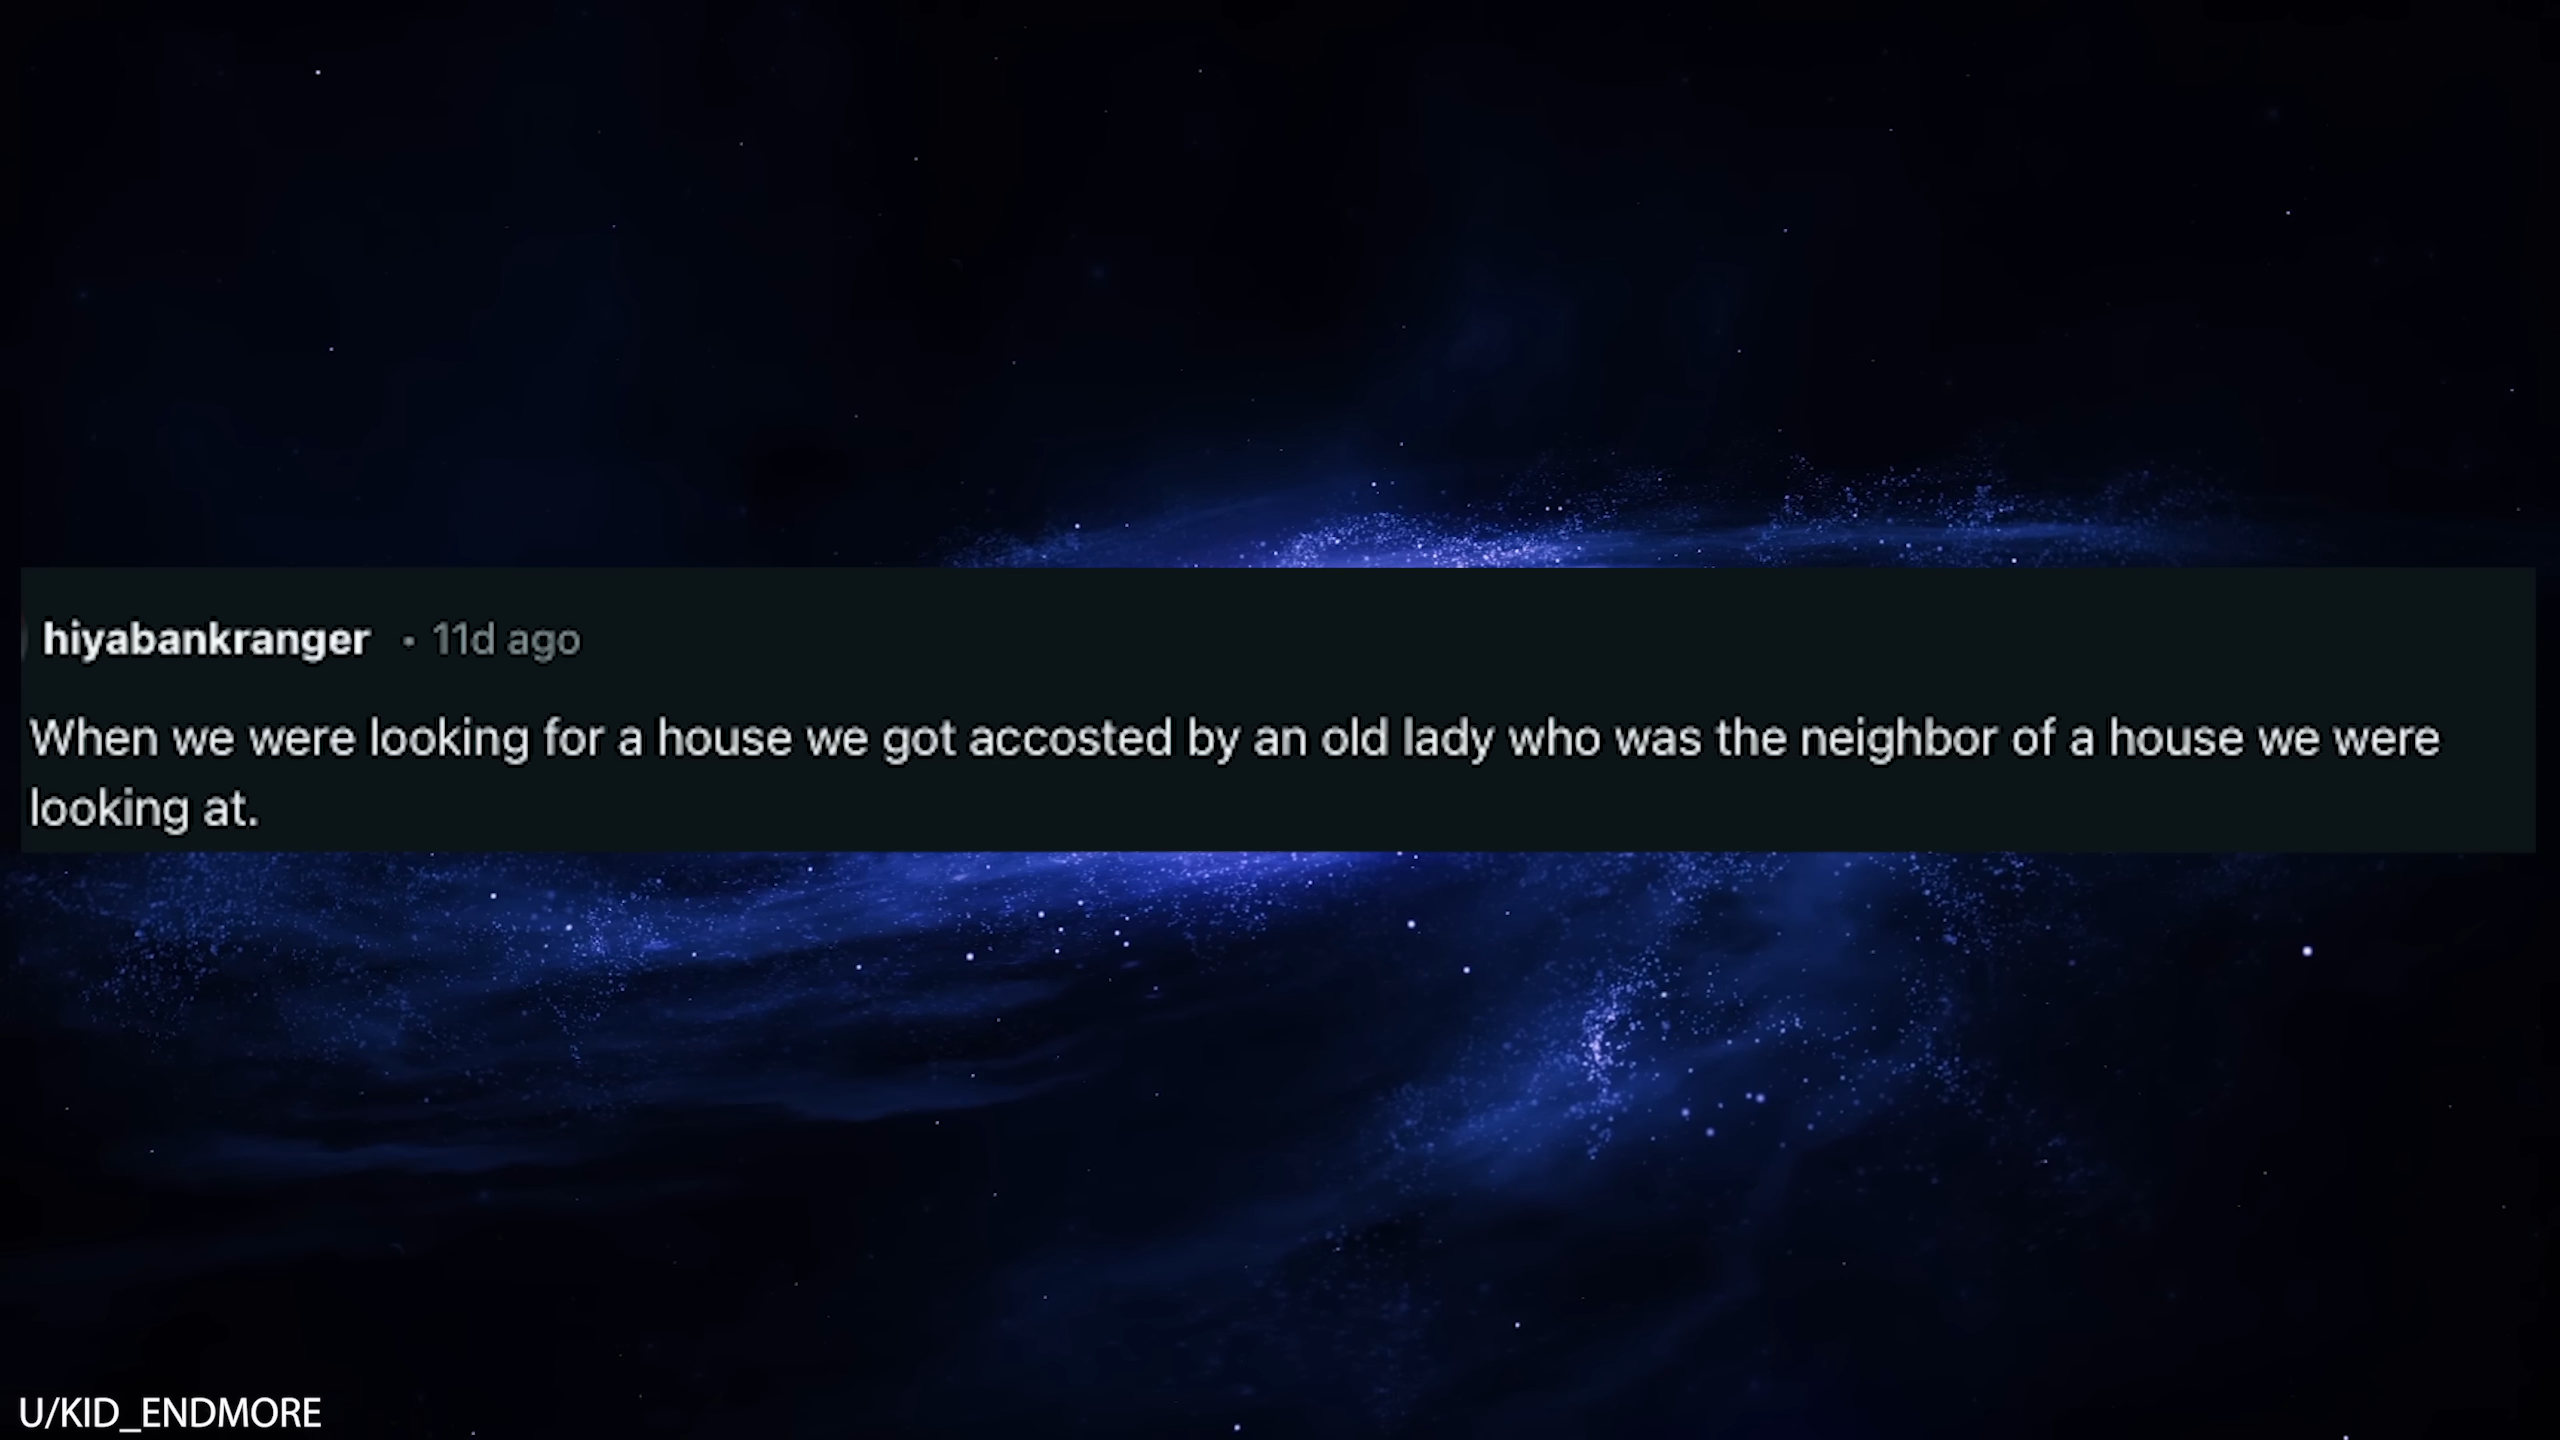 hiyabankranger • 11d ago
When we were looking for a house we got accosted by an old lady who was the neighbor of a house we were
looking at.
U/KID_ENDMORE